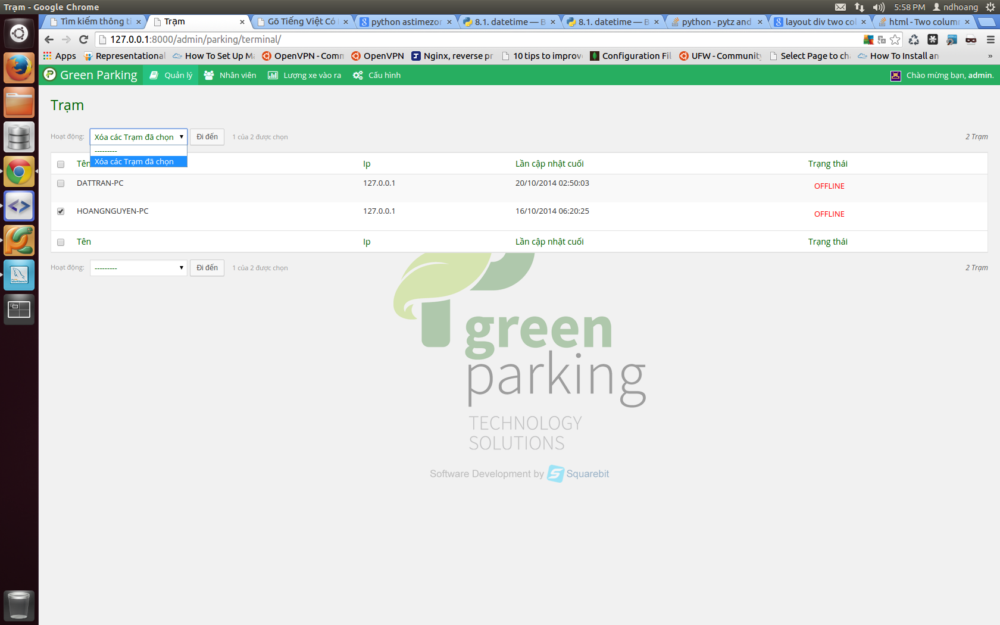 Trạm - Google Chrome
5:58 PM ndhoang
Tìm kiếm thông ti
Trạm
Gõ Tiếng Việt Có
python astimezor
8.1. datetime — B
8.1. datetime — B
python - pytz and
layout div two col
html - Two column
127.0.0.1:8000/admin/parking/terminal/
Apps Representational How To Set Up Ma OpenVPN - Comm OpenVPN Nginx, reverse pr 10 tips to improv Configuration Fil UFW - Community Select Page to ch How To Install an »
Green Parking Quản lý Nhân viên Lượng xe vào ra Cấu hình Chào mừng bạn, admin.
Trạm
Hoạt động: Xóa các Trạm đã chọn Đi đến 1 của 2 được chọn 2 Trạm
---------
Xóa các Trạm đã chọn
Tên Ip Lần cập nhật cuối Trạng thái
DATTRAN-PC 127.0.0.1 20/10/2014 02:50:03 OFFLINE
HOANGNGUYEN-PC 127.0.0.1 16/10/2014 06:20:25 OFFLINE
Tên Ip Lần cập nhật cuối Trạng thái
Hoạt động: --------- Đi đến 1 của 2 được chọn 2 Trạm
green
parking
TECHNOLOGY
SOLUTIONS
Software Development by Squarebit
Workbench